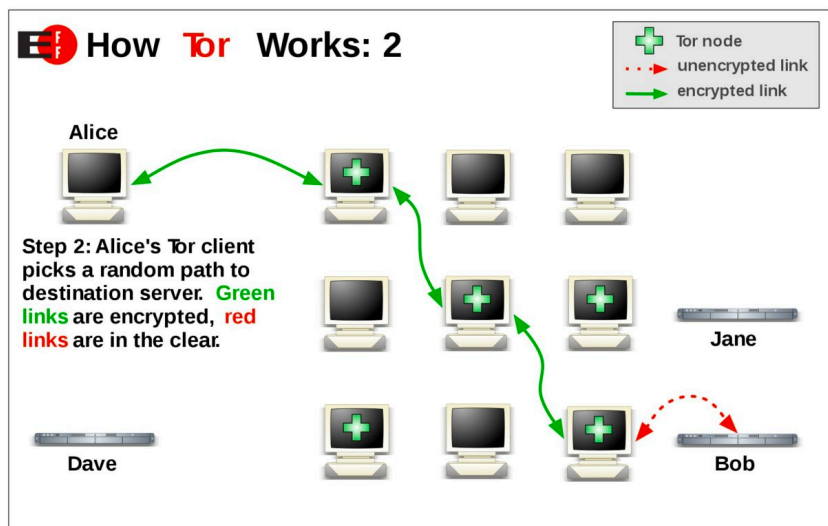 EFF How Tor Works: 2
Tor node
unencrypted link
encrypted link
Alice
Step 2: Alice's Tor client
picks a random path to
destination server. Green
links are encrypted, red
links are in the clear.
Jane
Dave
Bob